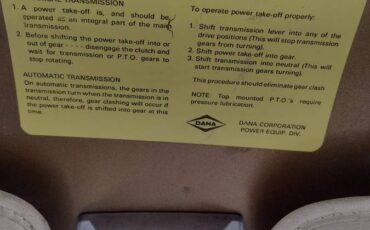 TRANSMISSION
1. A power take-off is, and should be
operated as an integral part of the main
transmission.
2. Before shifting the power take-off into or
out of gear ---- disengage the clutch and
wait for transmission or P.T.O. gears to
stop rotating.
AUTOMATIC TRANSMISSION
On automatic transmissions, the gears in the
transmission turn when the transmission is in
neutral, therefore, gear clashing will occur if
the power take-off is shifted into gear at this
time.
To operate power take-off properly:
1. Shift transmission lever into any of the
drive positions (This will stop transmission
gears from turning).
2. Shift power take-off into gear.
3. Shift transmission into neutral (This will
start transmission gears turning).
This procedure should eliminate gear clash
NOTE: Top mounted P.T.O.'s require
pressure lubrication.
DANA
DANA CORPORATION
POWER EQUIP. DIV.